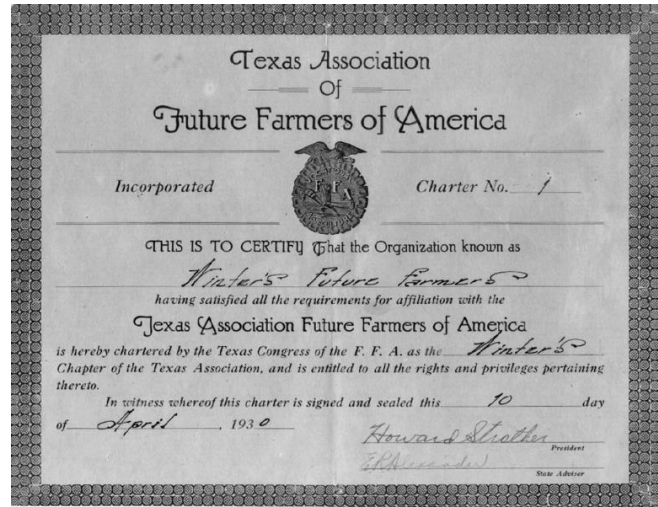 Texas Association
Of
Future Farmers of America
Incorporated
F F A
Charter No. 1
THIS IS TO CERTIFY That the Organization known as
Winter's Future Farmers
having satisfied all the requirements for affiliation with the
Texas Association Future Farmers of America
is hereby chartered by the Texas Congress of the F. F. A. as the Winter's
Chapter of the Texas Association, and is entitled to all the rights and privileges pertaining
thereto.
In witness whereof this charter is signed and sealed this 10 day
of April, 1930
Howard Strother
President
E R Alexander
State Advisor